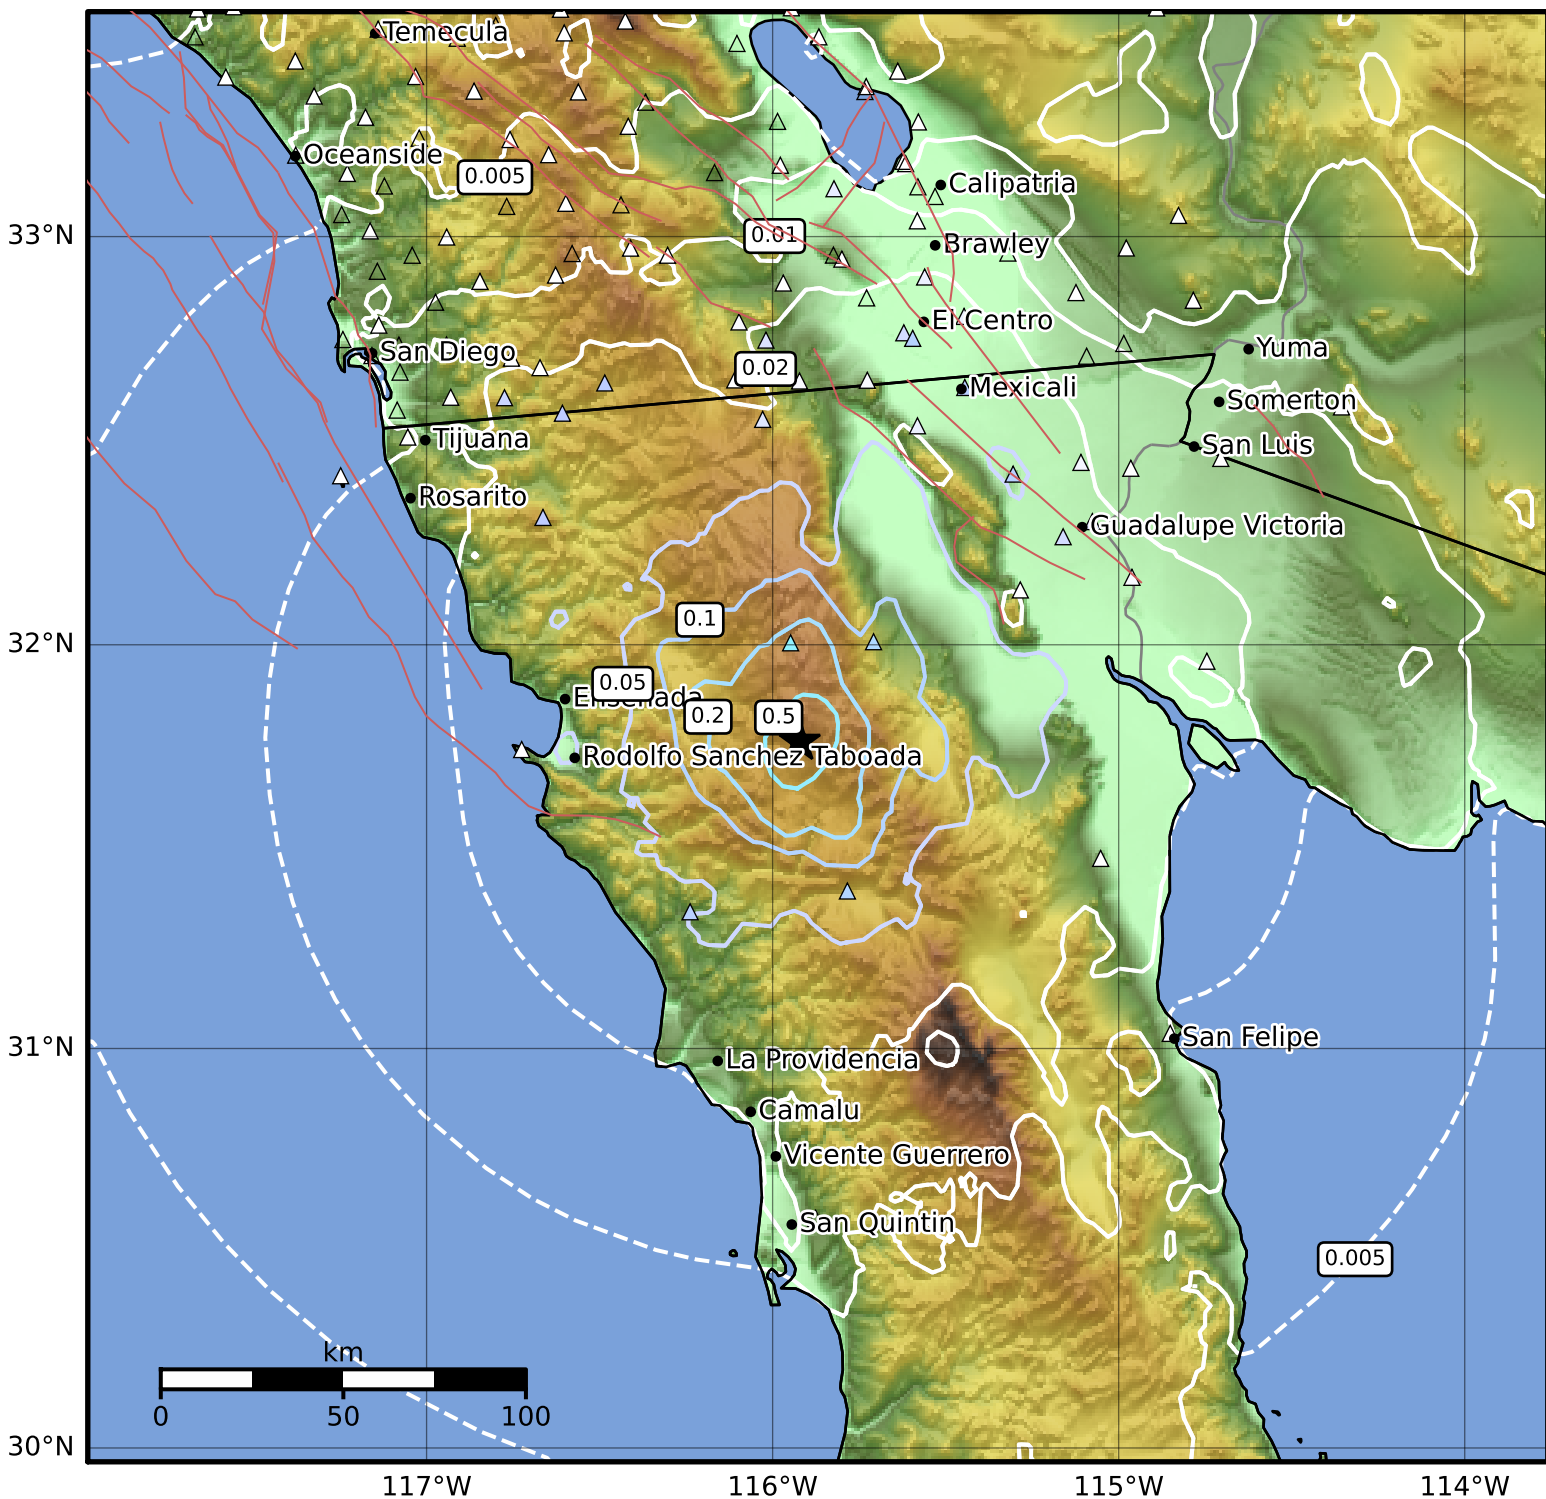 Temecula
Oceanside
0.005
Calipatria
33°N
0.01
Brawley
El Centro
San Diego
Yuma
0.02
Mexicali
Somerton
Tijuana
San Luis
Rosarito
Guadalupe Victoria
0.1
32°N
0.05
Ensenada
0.2
0.5
Rodolfo Sanchez Taboada
San Felipe
31°N
La Providencia
Camalu
Vicente Guerrero
San Quintin
0.005
km
0
50
100
30°N
117°W
116°W
115°W
114°W